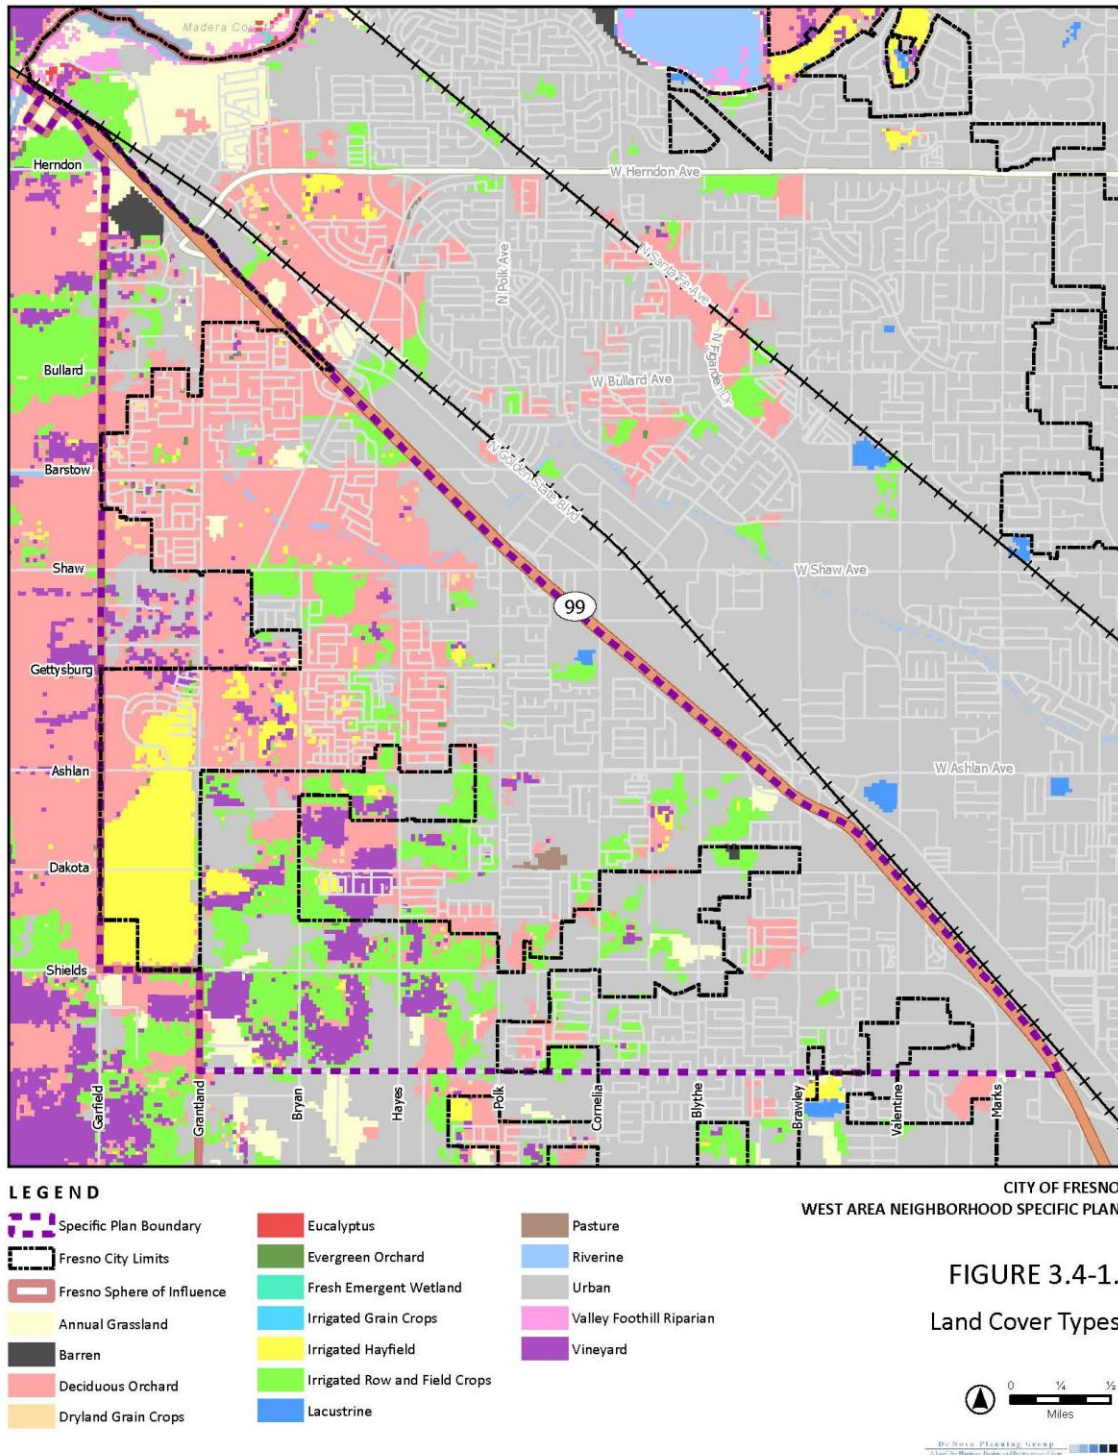 Madera
Herndon
W Herndon Ave
N Polk Ave
N Santa Fe Ave
N Figarden Dr
Bullard
W Bullard Ave
Barstow
N Golden State Blvd
Shaw
W Shaw Ave
99
Gettysburg
Ashlan
W Ashlan Ave
Dakota
Shields
Garfield
Grantland
Bryan
Hayes
Polk
Cornelia
Blythe
Brawley
Valentine
Marks
LEGEND
Specific Plan Boundary
Fresno City Limits
Fresno Sphere of Influence
Annual Grassland
Barren
Deciduous Orchard
Dryland Grain Crops
Eucalyptus
Evergreen Orchard
Fresh Emergent Wetland
Irrigated Grain Crops
Irrigated Hayfield
Irrigated Row and Field Crops
Lacustrine
Pasture
Riverine
Urban
Valley Foothill Riparian
Vineyard
CITY OF FRESNO
WEST AREA NEIGHBORHOOD SPECIFIC PLAN
FIGURE 3.4-1.
Land Cover Types
0 ¼ ½
Miles
De Novo Planning Group